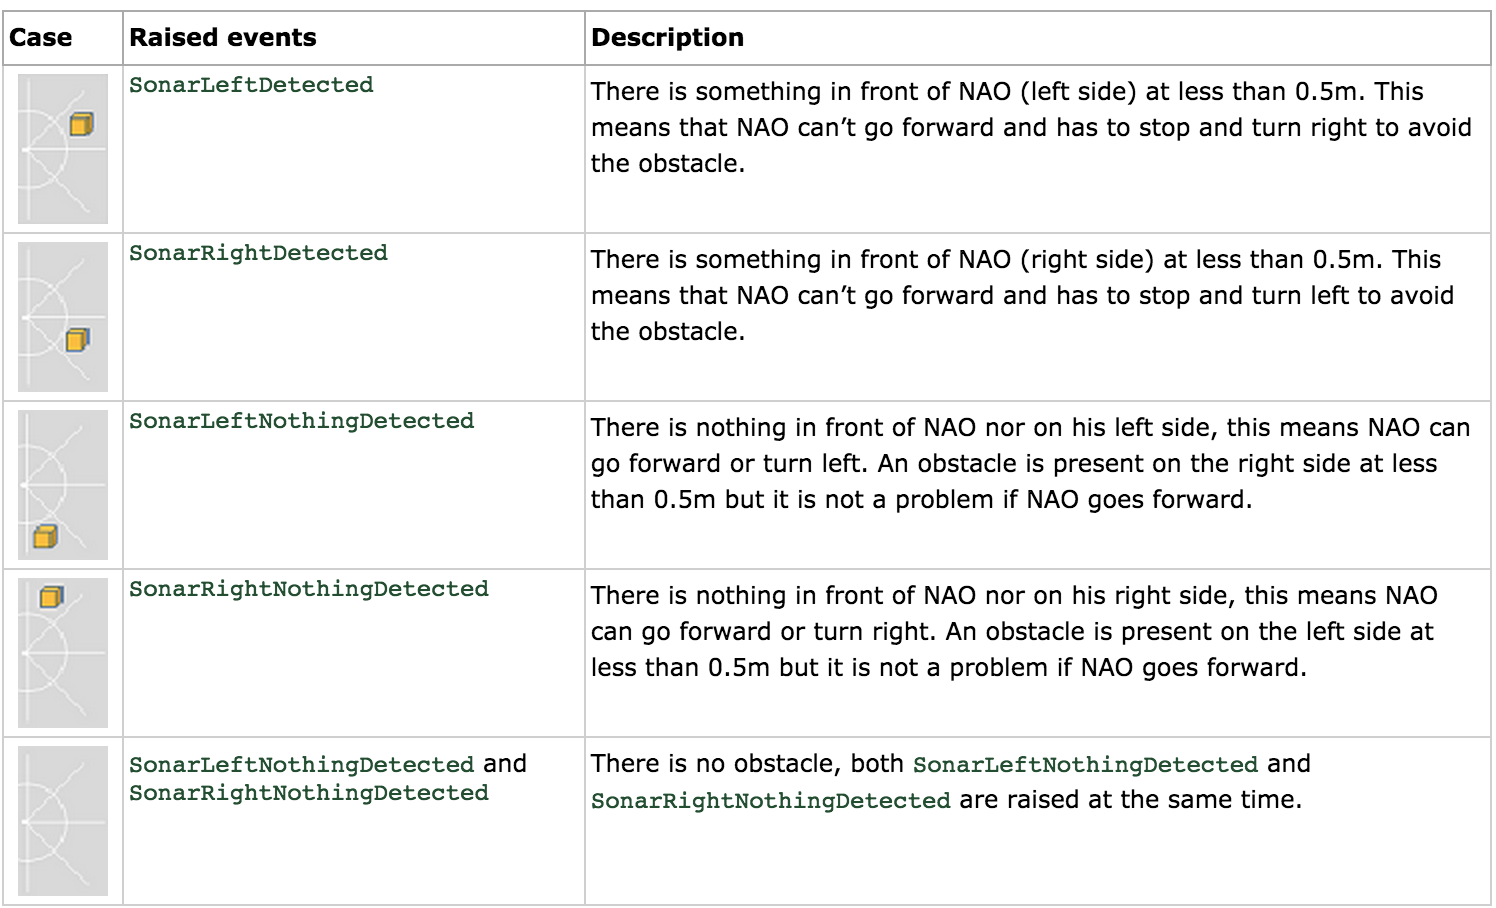 Case Raised events Description
SonarLeftDetected
There is something in front of NAO (left side) at less than 0.5m. This
means that NAO can’t go forward and has to stop and turn right to avoid
the obstacle.
SonarRightDetected
There is something in front of NAO (right side) at less than 0.5m. This
means that NAO can’t go forward and has to stop and turn left to avoid
the obstacle.
SonarLeftNothingDetected
There is nothing in front of NAO nor on his left side, this means NAO can
go forward or turn left. An obstacle is present on the right side at less
than 0.5m but it is not a problem if NAO goes forward.
SonarRightNothingDetected
There is nothing in front of NAO nor on his right side, this means NAO
can go forward or turn right. An obstacle is present on the left side at
less than 0.5m but it is not a problem if NAO goes forward.
SonarLeftNothingDetected and
SonarRightNothingDetected
There is no obstacle, both SonarLeftNothingDetected and
SonarRightNothingDetected are raised at the same time.